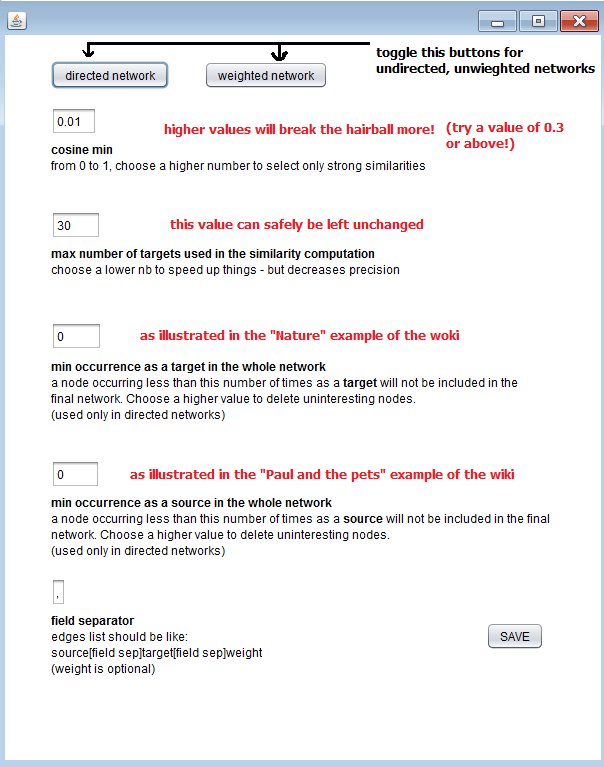 toggle this buttons for
undirected, unwieghted networks
directed network
weighted network
0.01
higher values will break the hairball more!
(try a value of 0.3
or above!)
cosine min
from 0 to 1, choose a higher number to select only strong similarities
30
this value can safely be left unchanged
max number of targets used in the similarity computation
choose a lower nb to speed up things - but decreases precision
0
as illustrated in the "Nature" example of the woki
min occurrence as a target in the whole network
a node occurring less than this number of times as a target will not be included in the
final network. Choose a higher value to delete uninteresting nodes.
(used only in directed networks)
0
as illustrated in the "Paul and the pets" example of the wiki
min occurrence as a source in the whole network
a node occurring less than this number of times as a source will not be included in the final
network. Choose a higher value to delete uninteresting nodes.
(used only in directed networks)
,
field separator
edges list should be like:
source[field sep]target[field sep]weight
(weight is optional)
SAVE